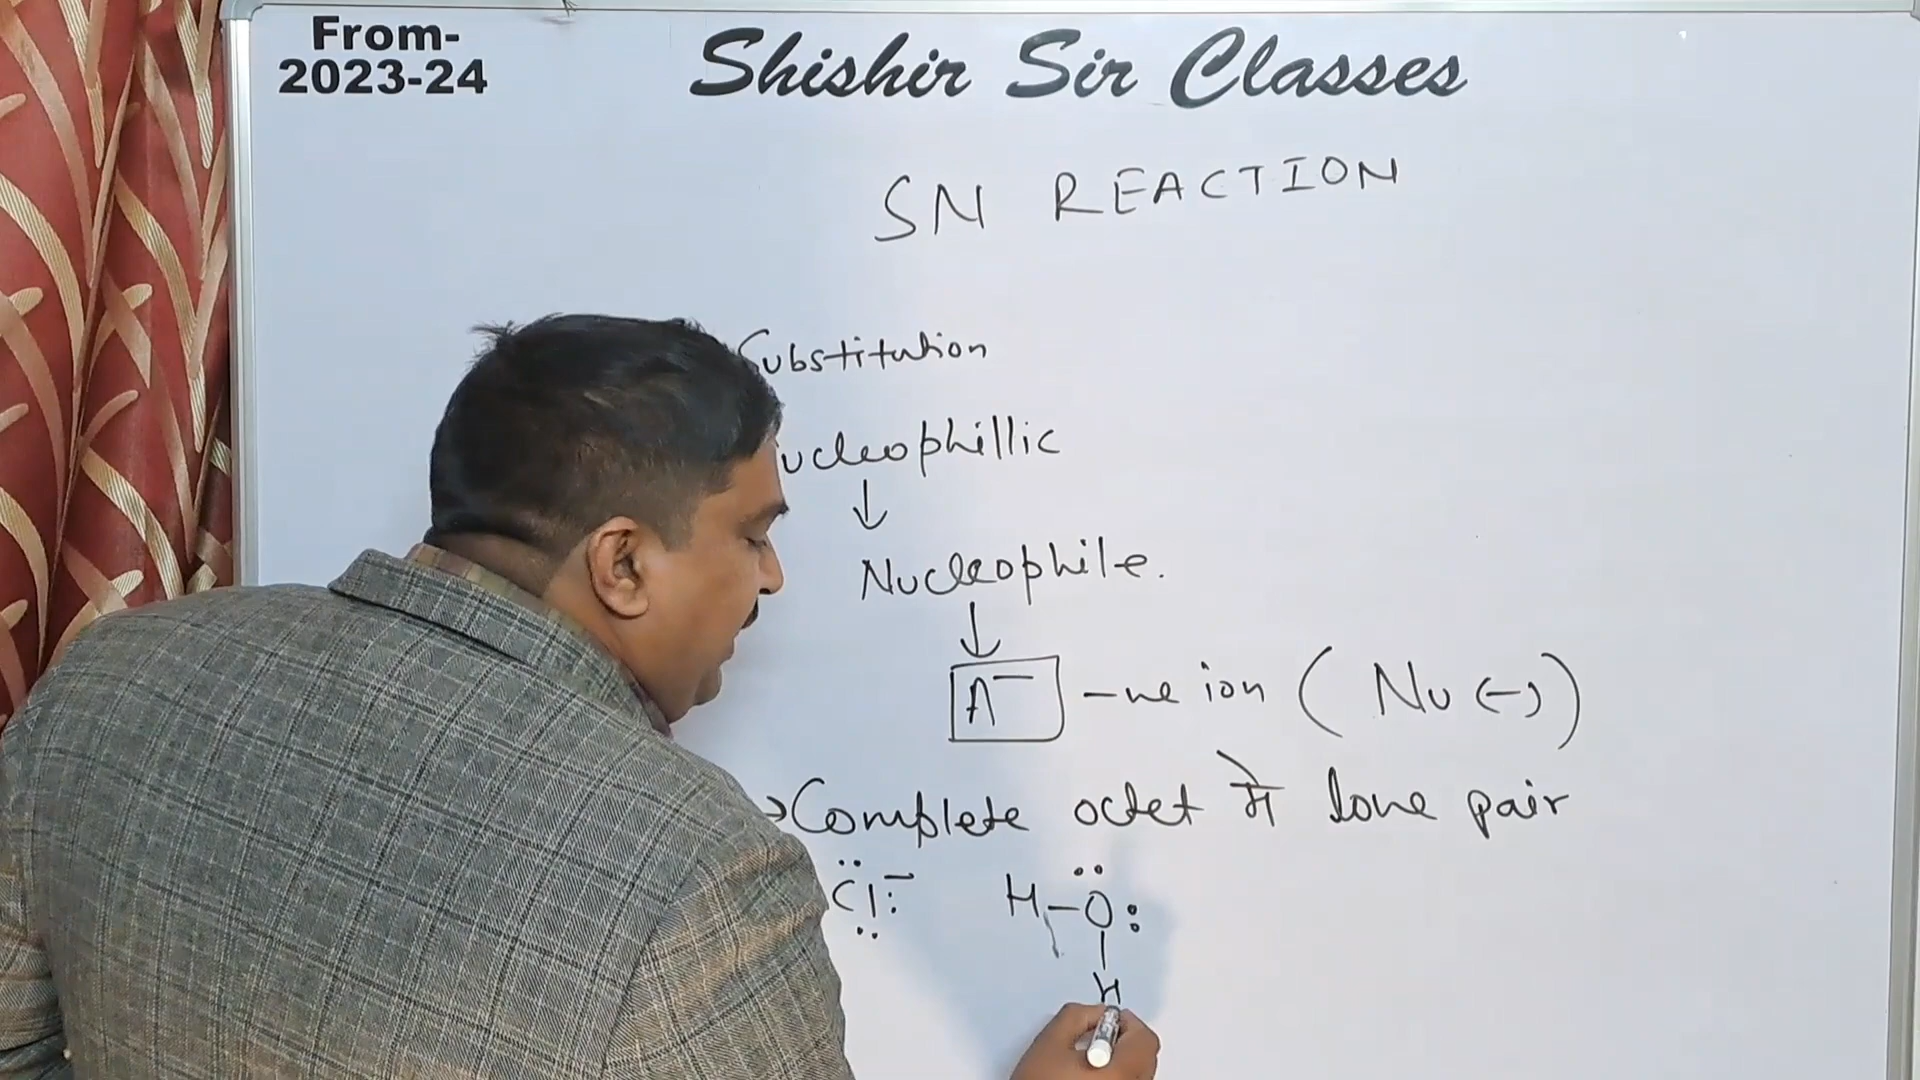 From-
2023-24
Shishir Sir Classes
SN REACTION
Substitution
ucleophillic
↓
Nucleophile.
↓
A⁻ -ve ion ( Nu (-) )
→ Complete octet में lone pair
Cl⁻ H-O
H